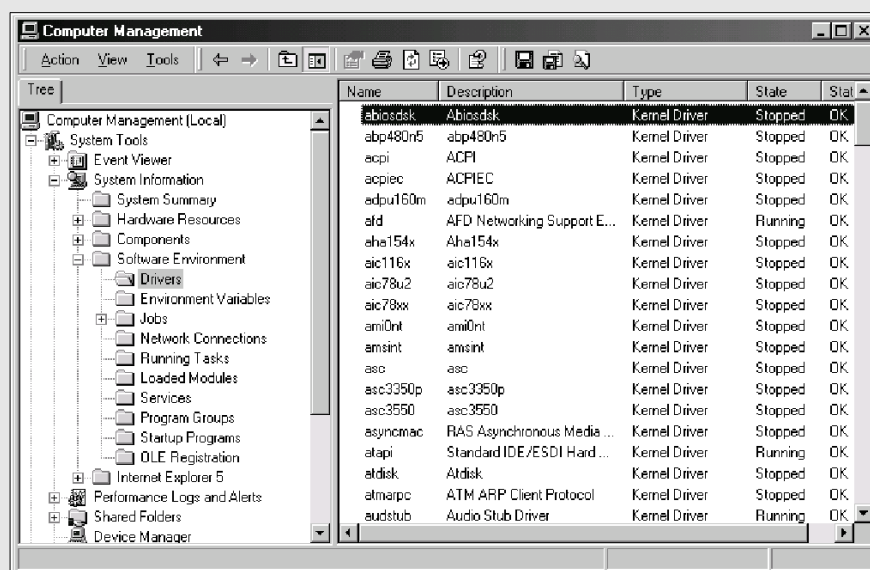 Computer Management
Action View Tools
Tree
Computer Management (Local)
System Tools
Event Viewer
System Information
System Summary
Hardware Resources
Components
Software Environment
Drivers
Environment Variables
Jobs
Network Connections
Running Tasks
Loaded Modules
Services
Program Groups
Startup Programs
OLE Registration
Internet Explorer 5
Performance Logs and Alerts
Shared Folders
Device Manager
Name Description Type State Stat
abiosdsk Abiosdsk Kernel Driver Stopped OK
abp480n5 abp480n5 Kernel Driver Stopped OK
acpi ACPI Kernel Driver Stopped OK
acpiec ACPIEC Kernel Driver Stopped OK
adpu160m adpu160m Kernel Driver Stopped OK
afd AFD Networking Support E... Kernel Driver Running OK
aha154x Aha154x Kernel Driver Stopped OK
aic116x aic116x Kernel Driver Stopped OK
aic78u2 aic78u2 Kernel Driver Stopped OK
aic78xx aic78xx Kernel Driver Stopped OK
ami0nt ami0nt Kernel Driver Stopped OK
amsint amsint Kernel Driver Stopped OK
asc asc Kernel Driver Stopped OK
asc3350p asc3350p Kernel Driver Stopped OK
asc3550 asc3550 Kernel Driver Stopped OK
asyncmac RAS Asynchronous Media ... Kernel Driver Stopped OK
atapi Standard IDE/ESDI Hard ... Kernel Driver Running OK
atdisk Atdisk Kernel Driver Stopped OK
atmarpc ATM ARP Client Protocol Kernel Driver Stopped OK
audstub Audio Stub Driver Kernel Driver Running OK